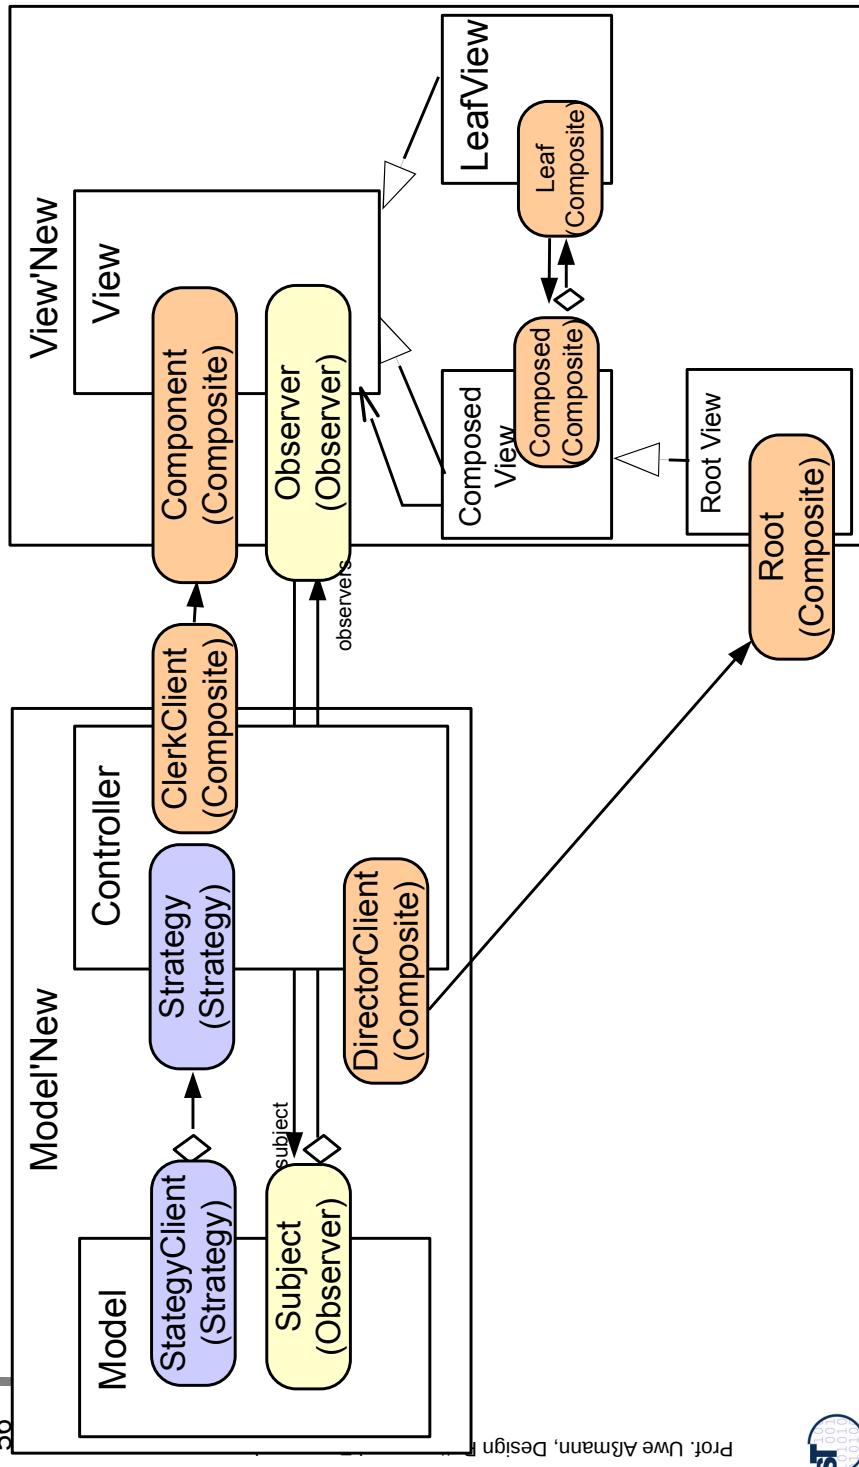 Model'New
Model
StategyClient
(Strategy)
Subject
(Observer)
subject
Controller
Strategy
(Strategy)
ClerkClient
(Composite)
DirectorClient
(Composite)
observers
View'New
View
Component
(Composite)
Observer
(Observer)
Composed
View
Composed
(Composite)
LeafView
Leaf
(Composite)
Root View
Root
(Composite)
Prof. Uwe Aßmann, Design